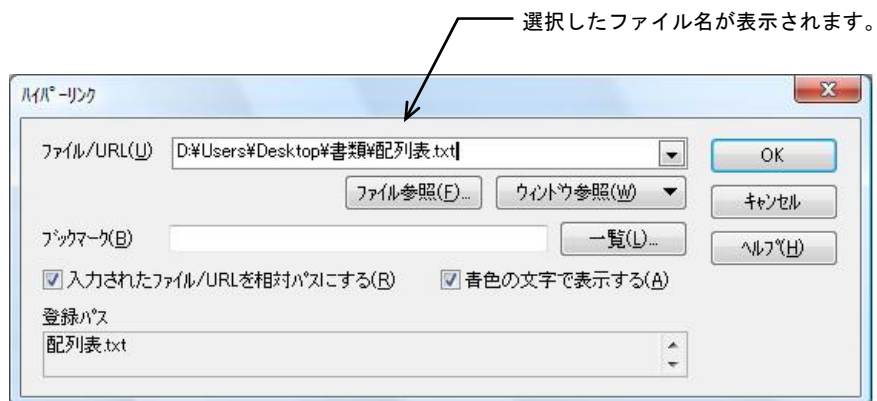 選択したファイル名が表示されます。
ﾊｲﾊﾟｰﾘﾝｸ
ﾌｧｲﾙ/URL(U) D:¥Users¥Desktop¥書類¥配列表.txt OK
ﾌｧｲﾙ参照(F)... ｳｨﾝﾄﾞｳ参照(W) ｷｬﾝｾﾙ
ﾌﾞｯｸﾏｰｸ(B) 一覧(L)... ﾍﾙﾌﾟ(H)
入力されたﾌｧｲﾙ/URLを相対ﾊﾟｽにする(R) 青色の文字で表示する(A)
登録ﾊﾟｽ
配列表.txt